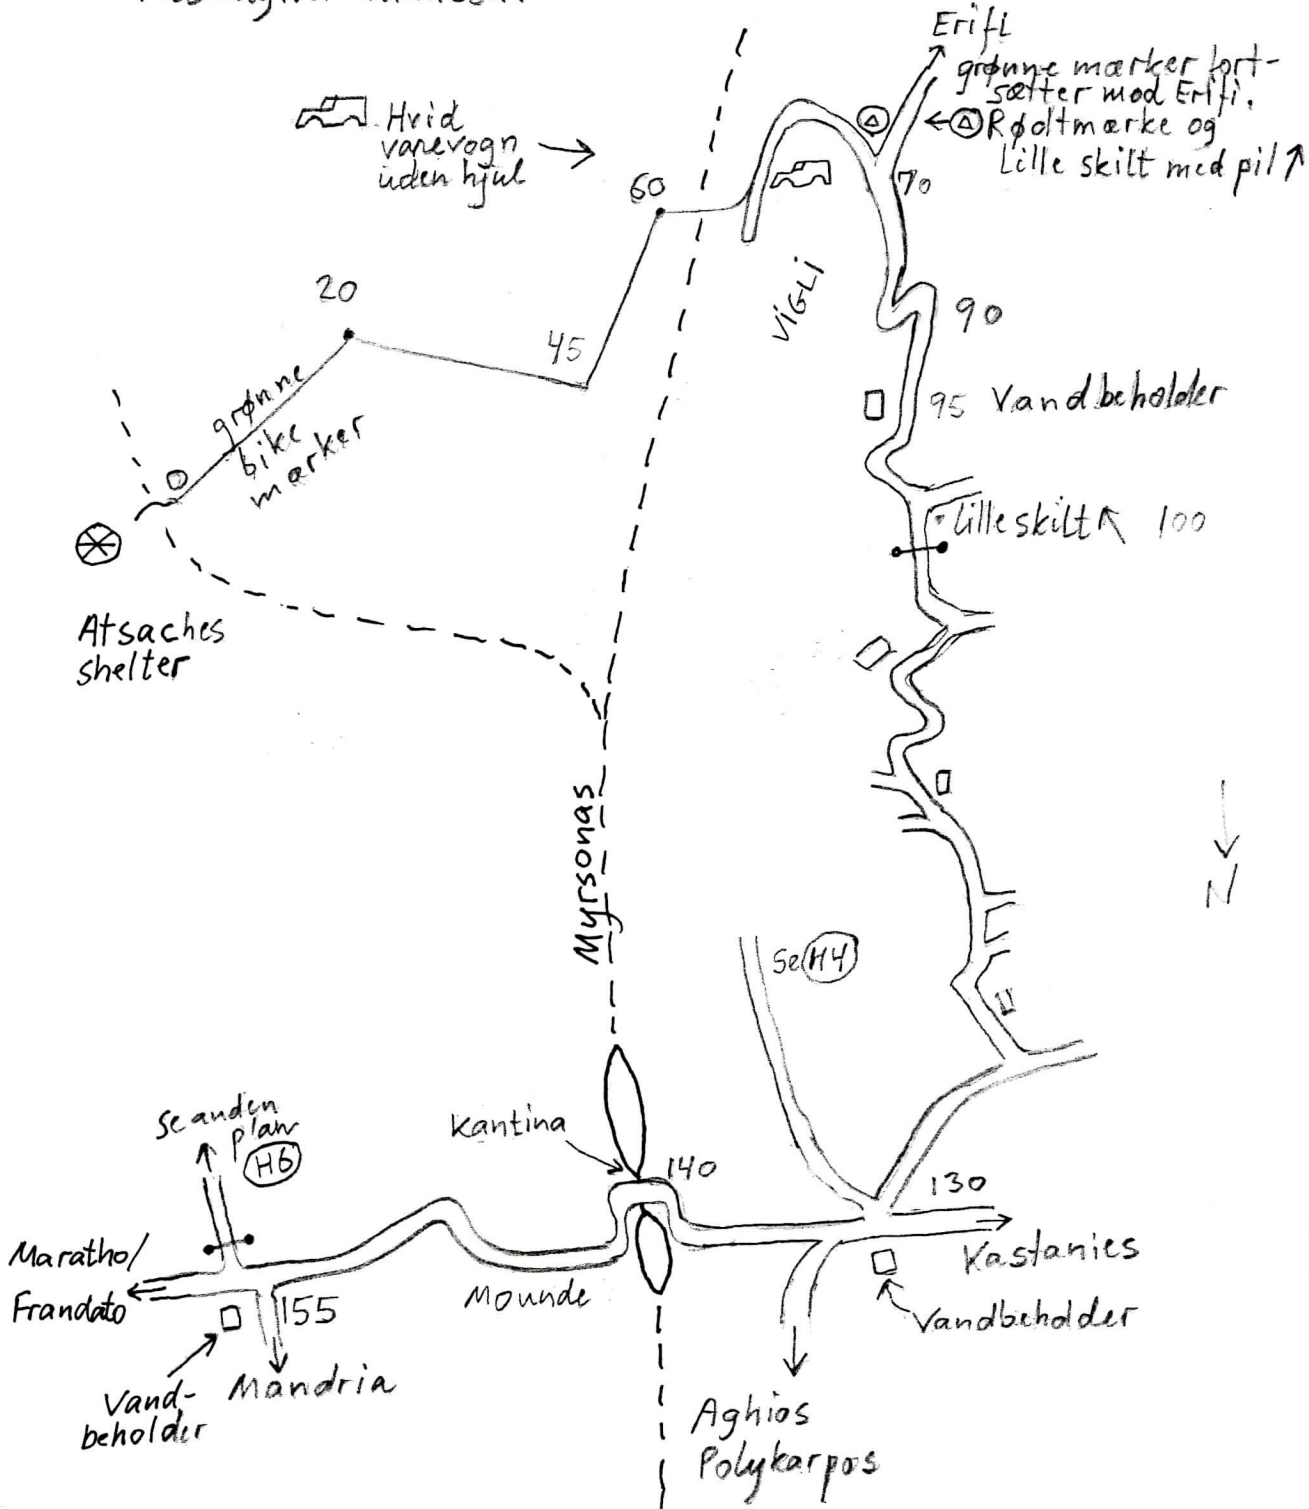 Erifi
grønne mærker fort-
sætter mod Erifi.
Rødtmærke og
Lille skilt med pil ↑
Hvid
varevogn
uden hjul
60
70
VIGLI
20
90
45
grønne
bike
mærker
95 Vandbeholder
0
Lille skilt ↖ 100
Atsaches
shelter
Myrsonas
N
Se H4
Se anden
plan
H6
Kantina
140
130
Maratho/
Frandato
Kastanies
155
Mounde
Vandbeholder
Mandria
Vand-
beholder
Aghios
Polykarpos